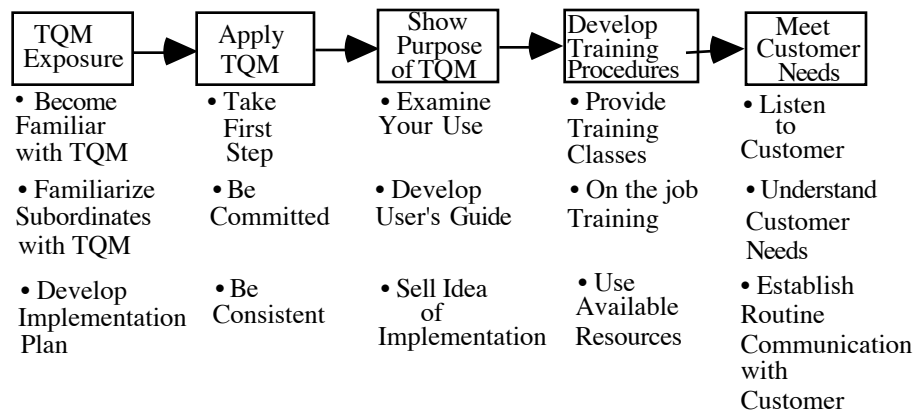 TQM
Exposure
• Become
Familiar
with TQM
• Familiarize
Subordinates
with TQM
• Develop
Implementation
Plan
Apply
TQM
• Take
First
Step
• Be
Committed
• Be
Consistent
Show
Purpose
of TQM
• Examine
Your Use
• Develop
User's Guide
• Sell Idea
of
Implementation
Develop
Training
Procedures
• Provide
Training
Classes
• On the job
Training
• Use
Available
Resources
Meet
Customer
Needs
• Listen
to
Customer
• Understand
Customer
Needs
• Establish
Routine
Communication
with
Customer